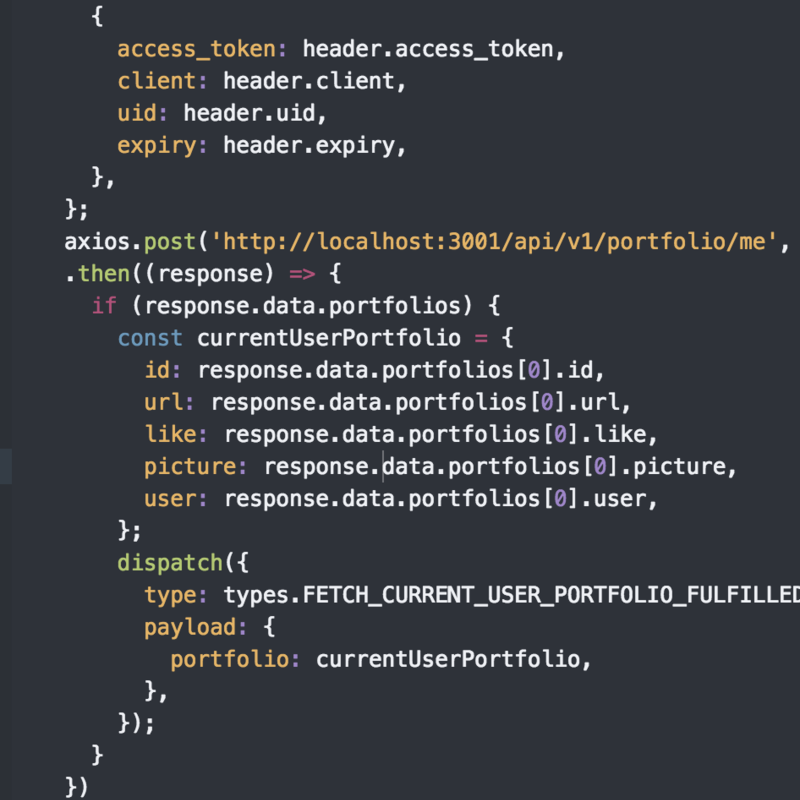 {
access_token: header.access_token,
client: header.client,
uid: header.uid,
expiry: header.expiry,
},
};
axios.post('http://localhost:3001/api/v1/portfolio/me',
.then((response) => {
if (response.data.portfolios) {
const currentUserPortfolio = {
id: response.data.portfolios[0].id,
url: response.data.portfolios[0].url,
like: response.data.portfolios[0].like,
picture: response.data.portfolios[0].picture,
user: response.data.portfolios[0].user,
};
dispatch({
type: types.FETCH_CURRENT_USER_PORTFOLIO_FULFILLED
payload: {
portfolio: currentUserPortfolio,
},
});
}
})